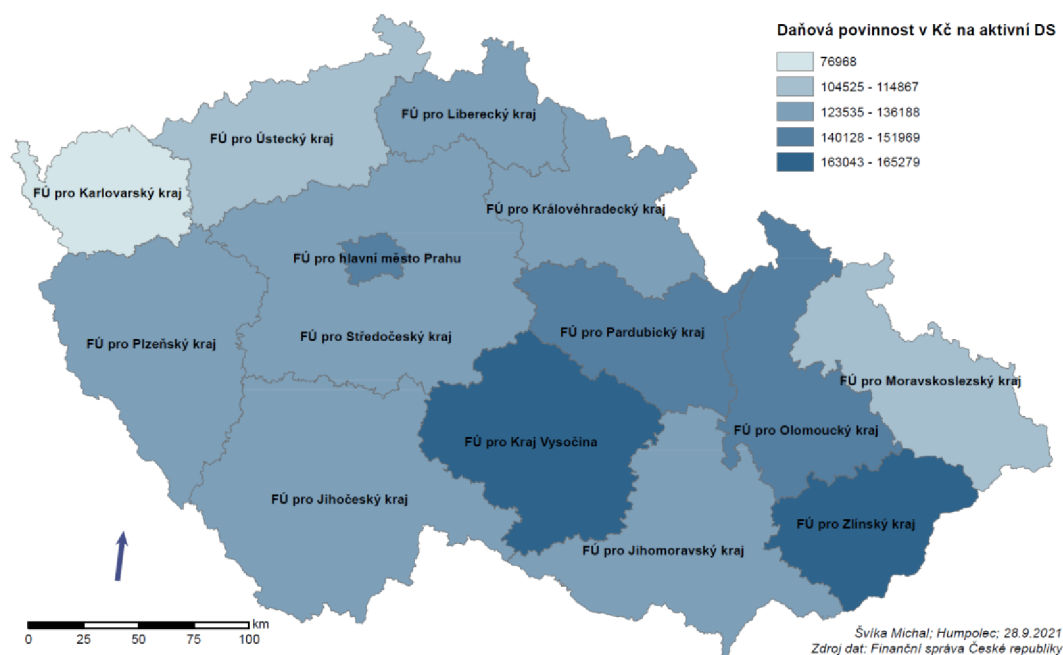 Daňová povinnost v Kč na aktivní DS
76968
104525 - 114867
123535 - 136188
140128 - 151969
163043 - 165279
FÚ pro Liberecký kraj
FÚ pro Ústecký kraj
FÚ pro Karlovarský kraj
FÚ pro Královéhradecký kraj
FÚ pro hlavní město Prahu
FÚ pro Pardubický kraj
FÚ pro Středočeský kraj
FÚ pro Plzeňský kraj
FÚ pro Moravskoslezský kraj
FÚ pro Olomoucký kraj
FÚ pro Kraj Vysočina
FÚ pro Jihočeský kraj
FÚ pro Zlínský kraj
FÚ pro Jihomoravský kraj
km
0 25 50 75 100
Švika Michal; Humpolec; 28.9.2021
Zdroj dat: Finanční správa České republiky